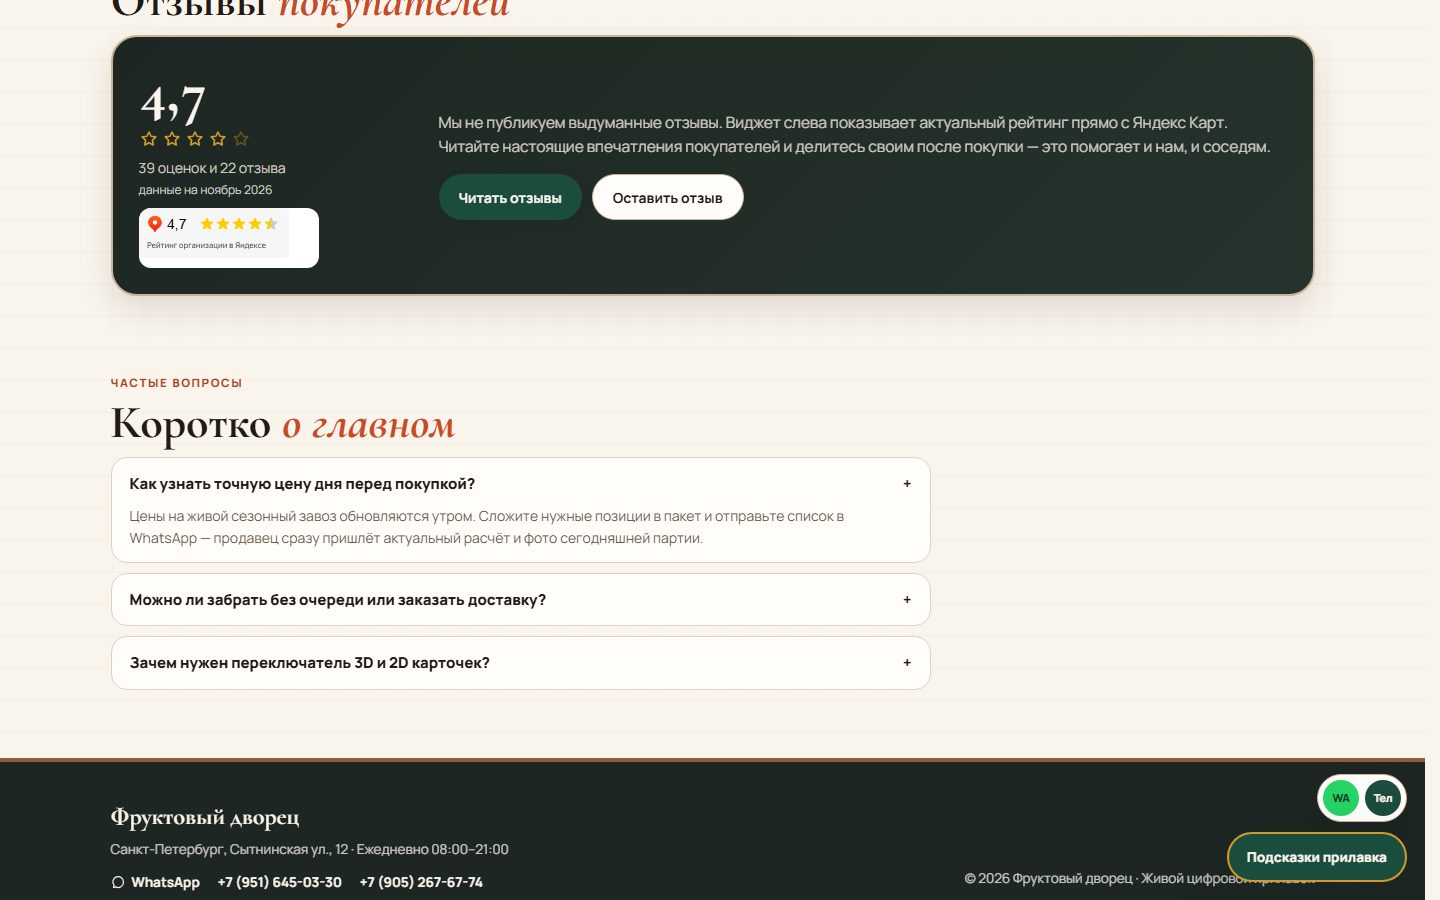 Отзывы покупателей
4,7
39 оценок и 22 отзыва
данные на ноябрь 2026
4,7
Рейтинг организации в Яндексе
Мы не публикуем выдуманные отзывы. Виджет слева показывает актуальный рейтинг прямо с Яндекс Карт.
Читайте настоящие впечатления покупателей и делитесь своим после покупки — это помогает и нам, и соседям.
Читать отзывы
Оставить отзыв
ЧАСТЫЕ ВОПРОСЫ
Коротко о главном
Как узнать точную цену дня перед покупкой? +
Цены на живой сезонный завоз обновляются утром. Сложите нужные позиции в пакет и отправьте список в
WhatsApp — продавец сразу пришлёт актуальный расчёт и фото сегодняшней партии.
Можно ли забрать без очереди или заказать доставку? +
Зачем нужен переключатель 3D и 2D карточек? +
Фруктовый дворец
Санкт-Петербург, Сытнинская ул., 12 · Ежедневно 08:00–21:00
WhatsApp +7 (951) 645-03-30 +7 (905) 267-67-74
© 2026 Фруктовый дворец · Живой
WA
Тел
Подсказки прилавка